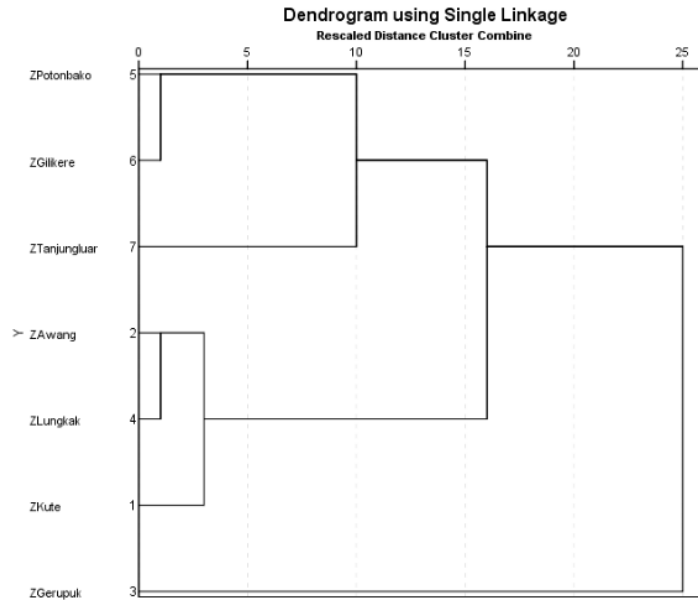 Dendrogram using Single Linkage
Rescaled Distance Cluster Combine
0 5 10 15 20 25
ZPotonbako 5
ZGilikere 6
ZTanjungluar 7
Y
ZAwang 2
ZLungkak 4
ZKute 1
ZGerupuk 3